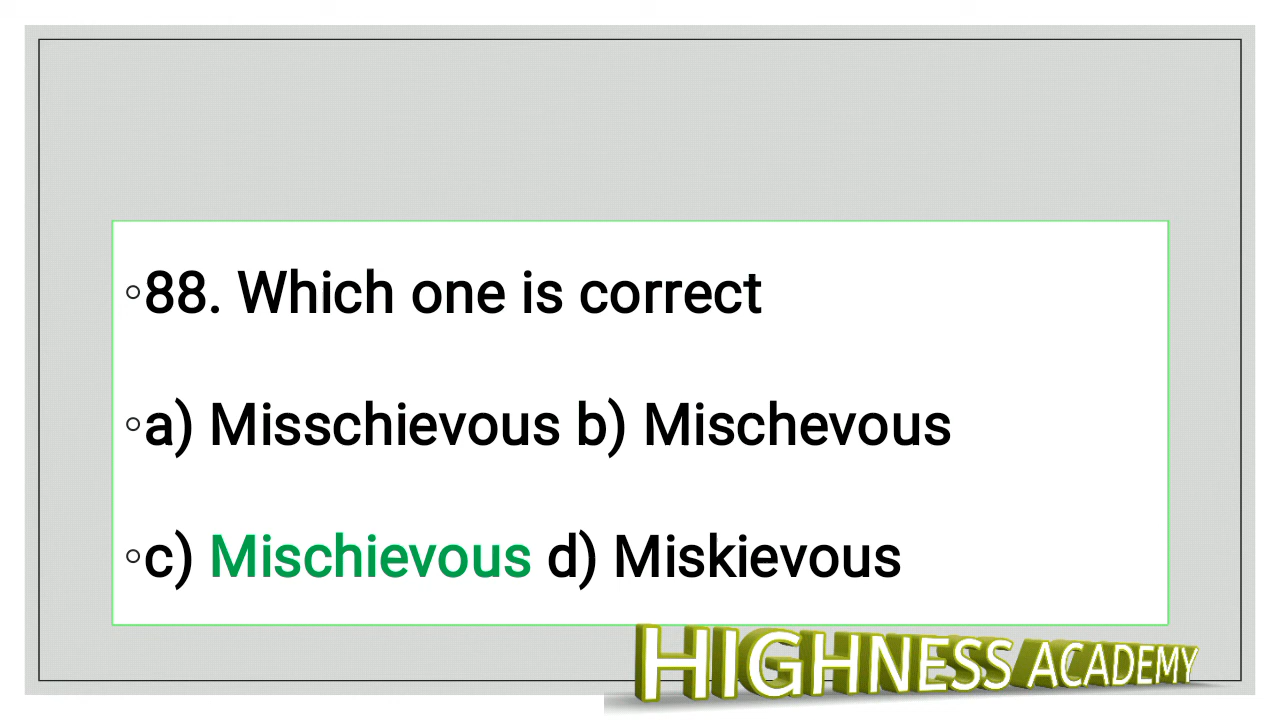 ◦88. Which one is correct
◦a) Misschievous b) Mischevous
◦c) Mischievous d) Miskievous
HIGHNESS ACADEMY